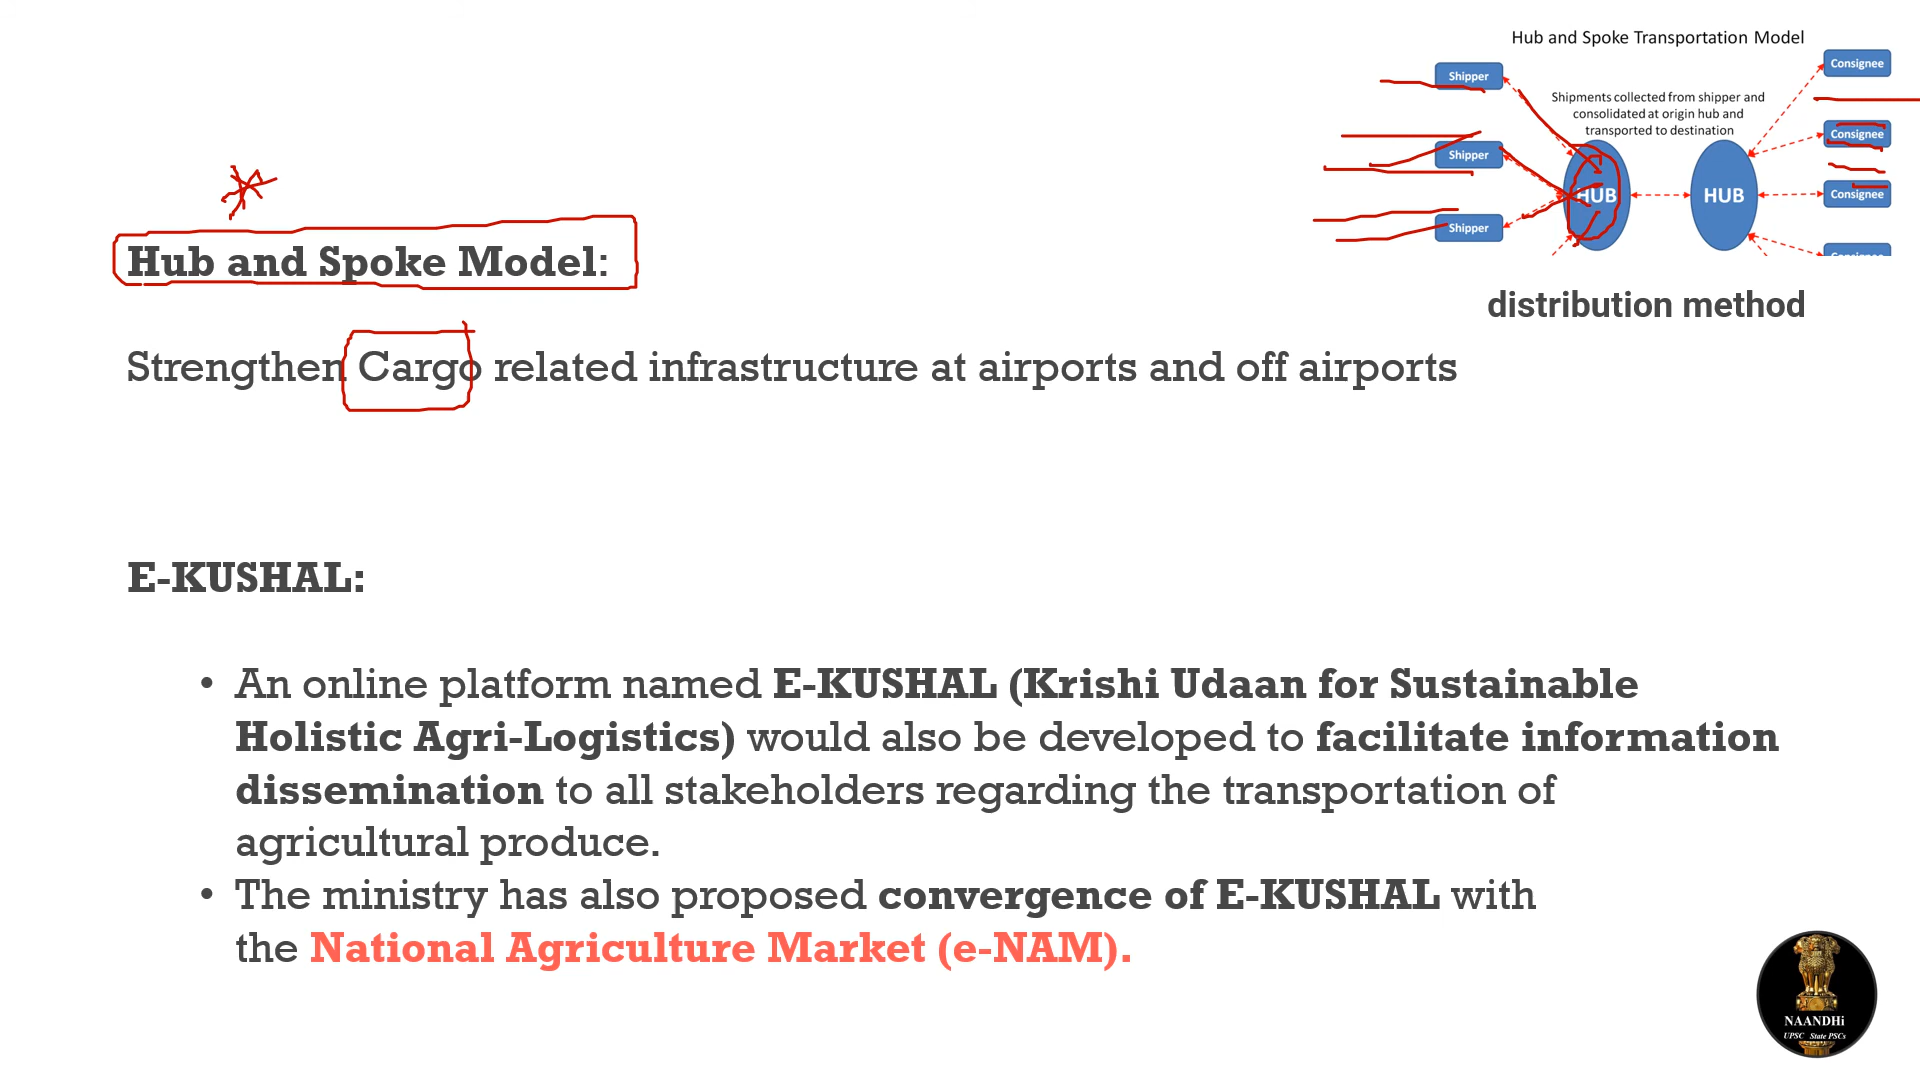 Hub and Spoke Transportation Model
Shipper
Consignee
Shipments collected from shipper and
consolidated at origin hub and
transported to destination
Consignee
Shipper
HUB
HUB
Consignee
Shipper
Consignee
distribution method
Hub and Spoke Model:
Strengthen Cargo related infrastructure at airports and off airports
E-KUSHAL:
• An online platform named E-KUSHAL (Krishi Udaan for Sustainable
Holistic Agri-Logistics) would also be developed to facilitate information
dissemination to all stakeholders regarding the transportation of
agricultural produce.
• The ministry has also proposed convergence of E-KUSHAL with
the National Agriculture Market (e-NAM).
NAANDHi
UPSC State PSCs